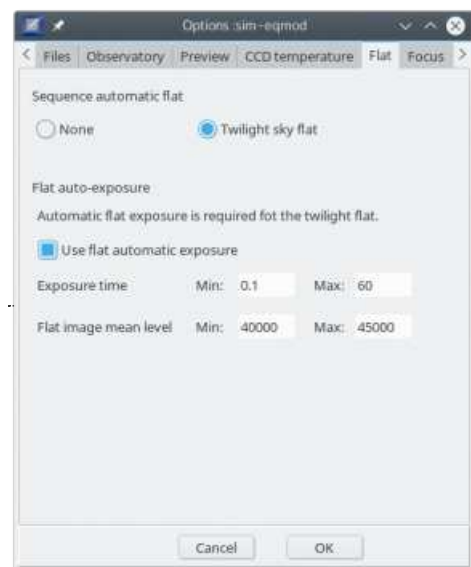 Options :sim-eqmod
Files Observatory Preview CCD temperature Flat Focus
Sequence automatic flat
None Twilight sky flat
Flat auto-exposure
Automatic flat exposure is required fot the twilight flat.
Use flat automatic exposure
Exposure time Min: 0.1 Max: 60
Flat image mean level Min: 40000 Max: 45000
Cancel OK